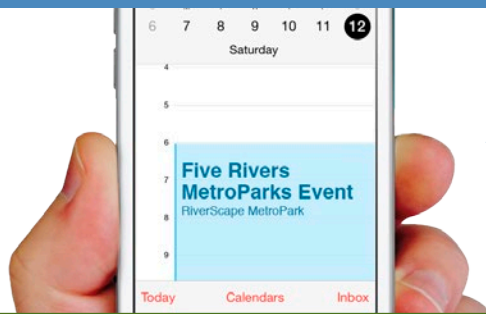 6 7 8 9 10 11 12
Saturday
4
5
6
Five Rivers
7
MetroParks Event
RiverScape MetroPark
8
9
Today Calendars Inbox